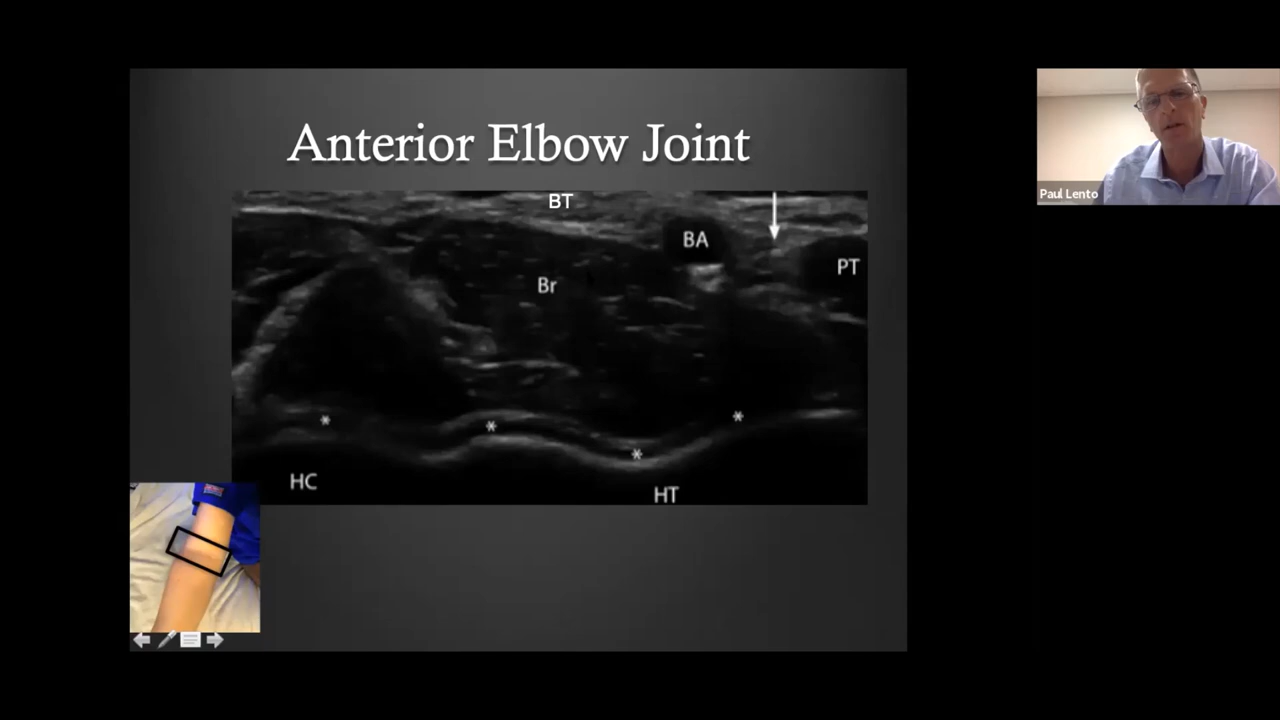 Anterior Elbow Joint
BT
BA
PT
Br
*
*
*
*
HC
HT
Paul Lento